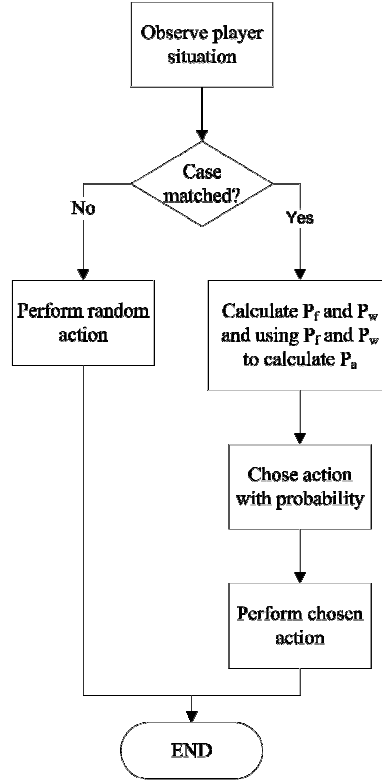 Observe player
situation
Case
matched?
No
Yes
Perform random
action
Calculate Pf and Pw
and using Pf and Pw
to calculate Pa
Chose action
with probability
Perform chosen
action
END